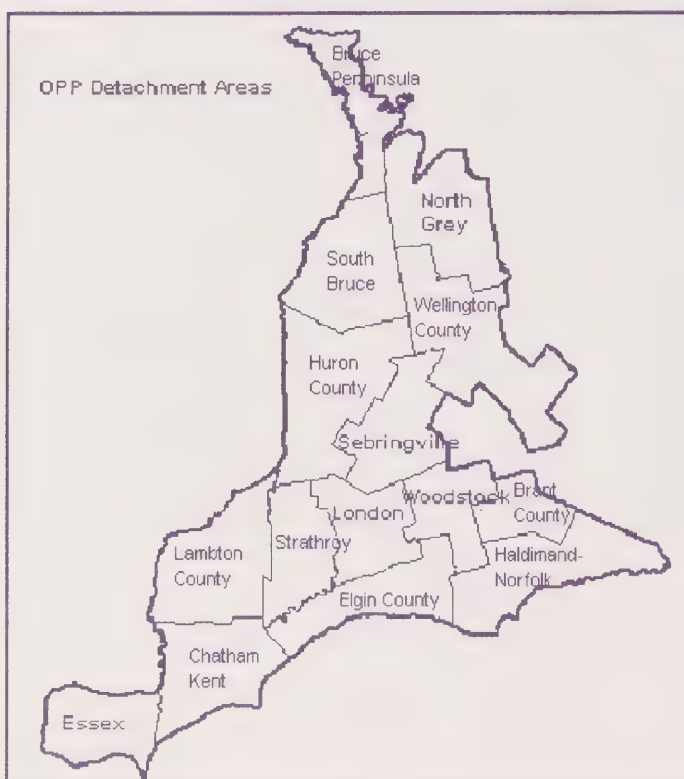 OPP Detachment Areas
Bruce
Penninsula
North
Grey
South
Bruce
Wellington
County
Huron
County
Sebringville
Woodstock
Brant
County
London
Strathroy
Lambton
County
Haldimand-
Norfolk
Elgin County
Chatham
Kent
Essex